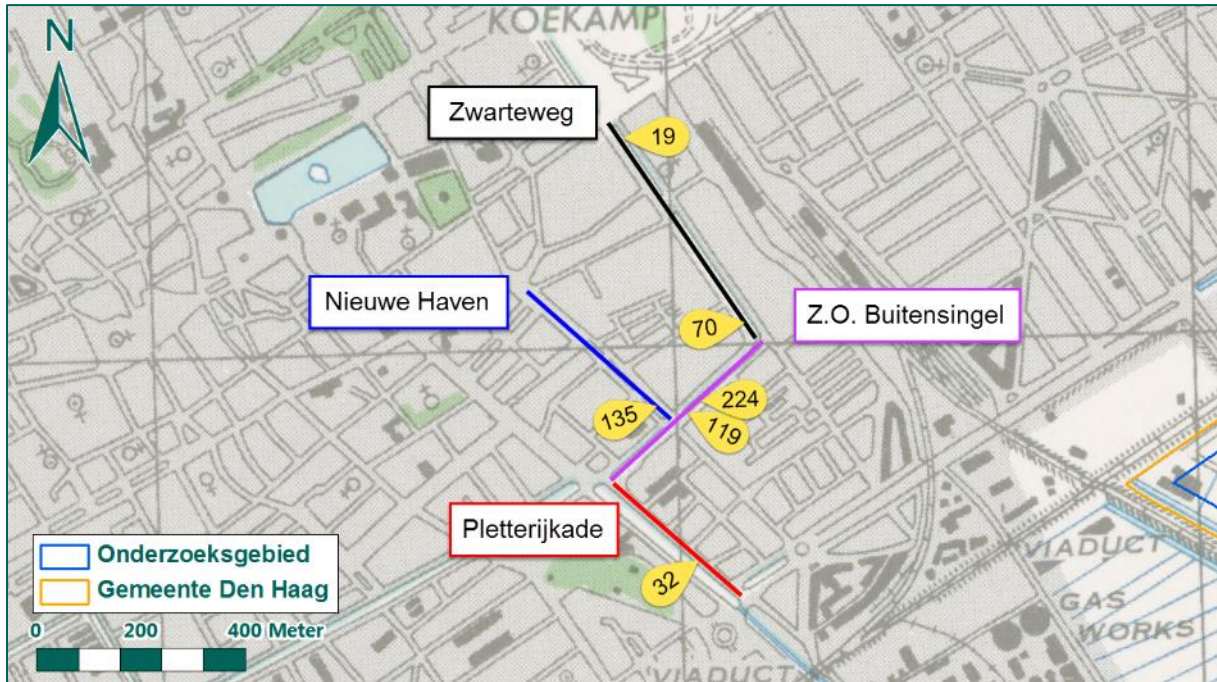 KOEKAMP
N
Zwarteweg
19
Nieuwe Haven
Z.O. Buitensingel
70
135
224
119
Pletterijkade
32
VIADUCT
GAS
WORKS
VIADUCT
Onderzoeksgebied
Gemeente Den Haag
0 200 400 Meter